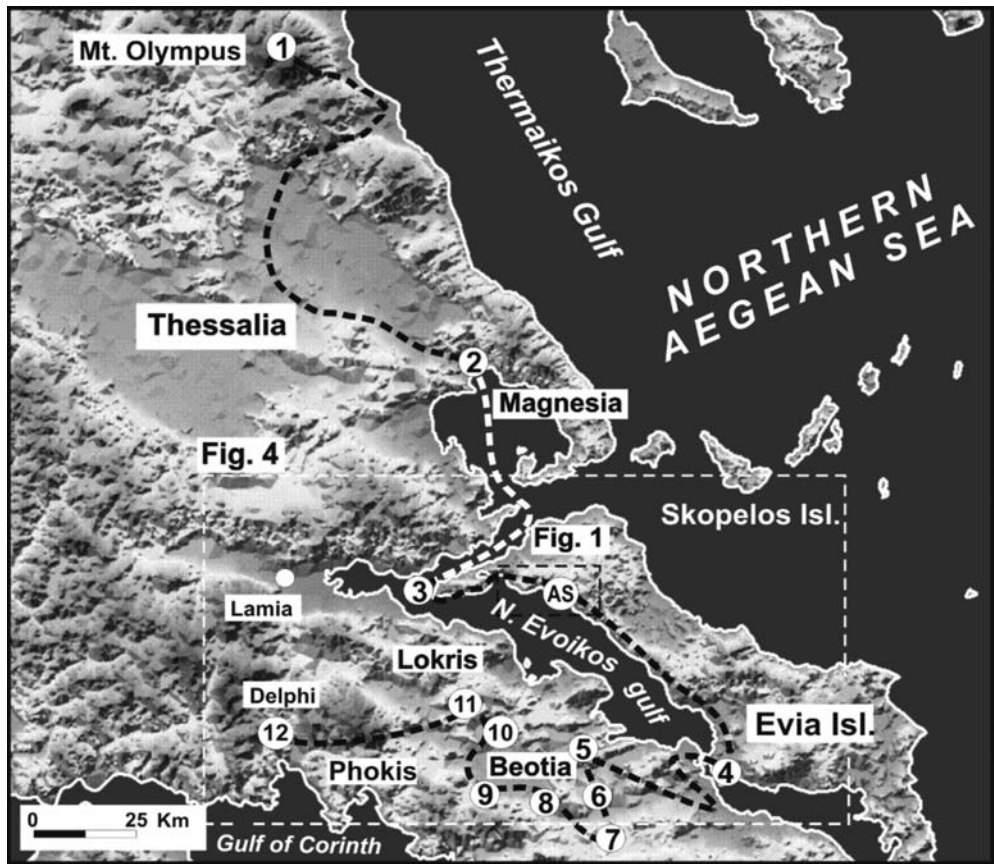 Mt. Olympus
1
Thermaikos Gulf
NORTHERN
AEGEAN SEA
Thessalia
2
Magnesia
Fig. 4
Skopelos Isl.
Fig. 1
3
AS
Lamia
N. Evoikos
gulf
Lokris
Delphi
11
12
10
Evia Isl.
5
Phokis
Beotia
4
9
8
6
7
0 25 Km
Gulf of Corinth